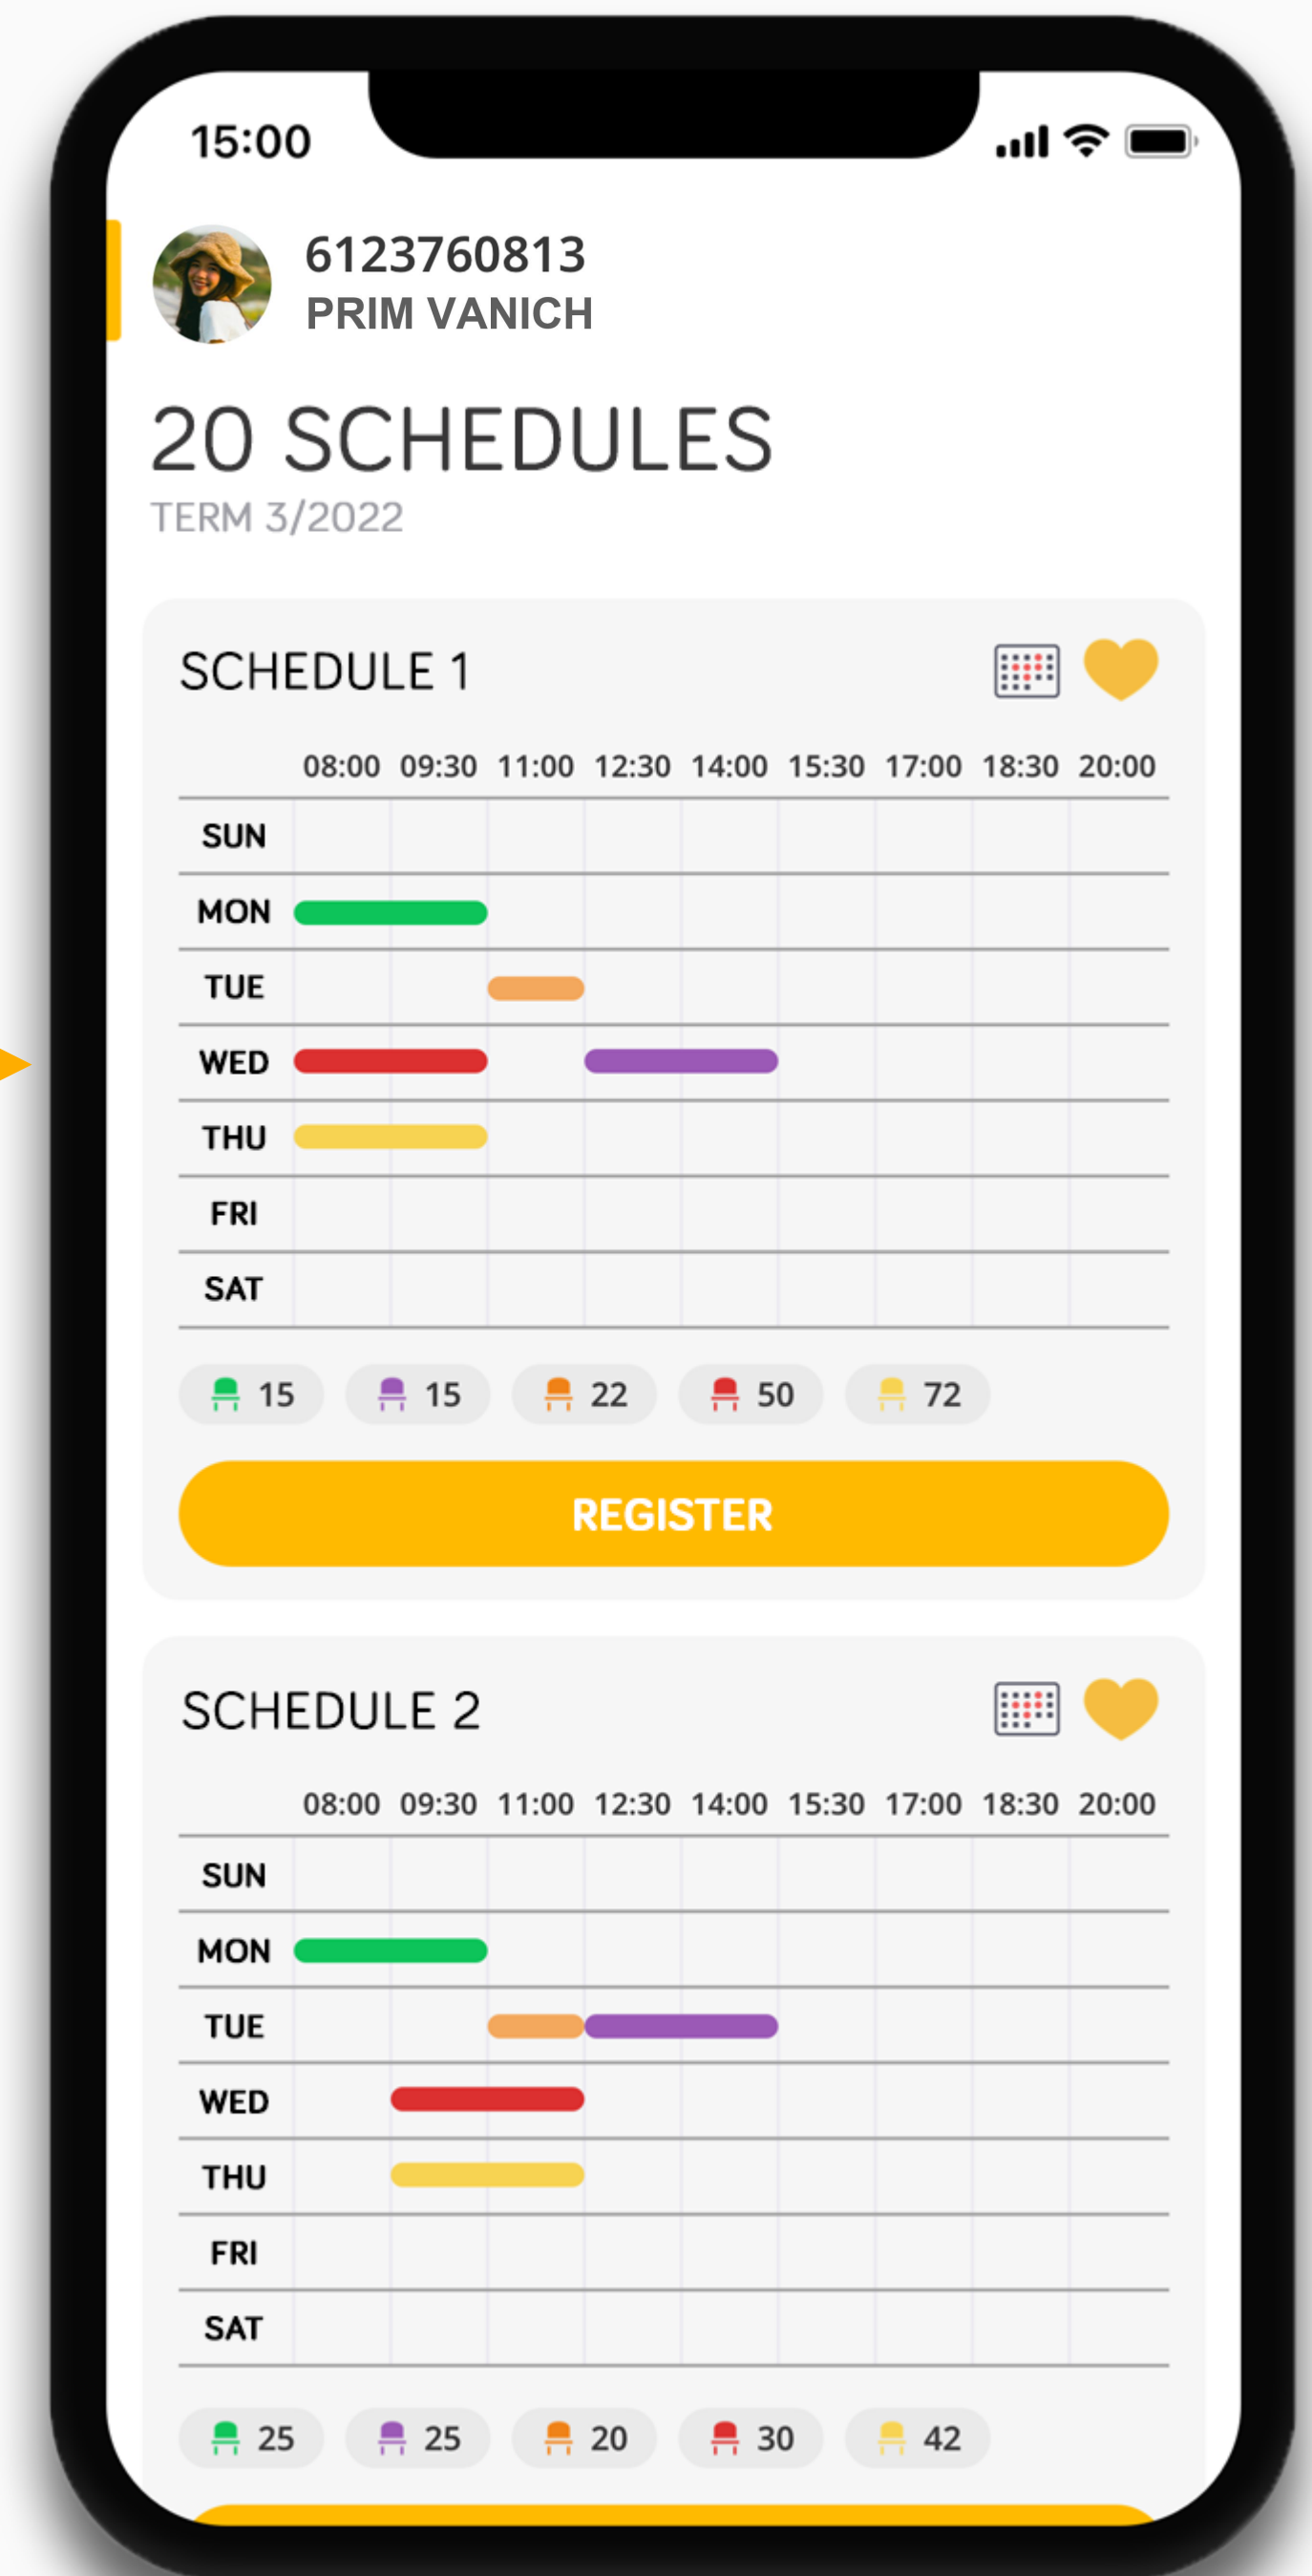 15:00
6123760813
PRIM VANICH
20 SCHEDULES
TERM 3/2022
SCHEDULE 1
08:00 09:30 11:00 12:30 14:00 15:30 17:00 18:30 20:00
SUN
MON
TUE
WED
THU
FRI
SAT
15 15 22 50 72
REGISTER
SCHEDULE 2
08:00 09:30 11:00 12:30 14:00 15:30 17:00 18:30 20:00
SUN
MON
TUE
WED
THU
FRI
SAT
25 25 20 30 42